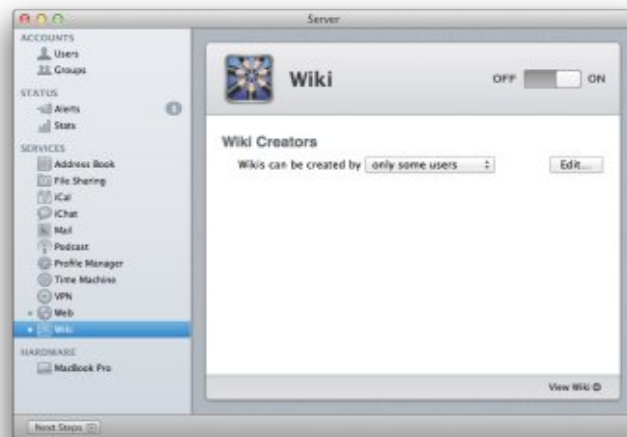 Server
ACCOUNTS
Users
Groups
STATUS
Alerts
Stats
SERVICES
Address Book
File Sharing
iCal
iChat
Mail
Podcast
Profile Manager
Time Machine
VPN
Web
Wiki
HARDWARE
MacBook Pro
Next Steps
Wiki
OFF ON
Wiki Creators
Wikis can be created by only some users Edit...
View Wiki